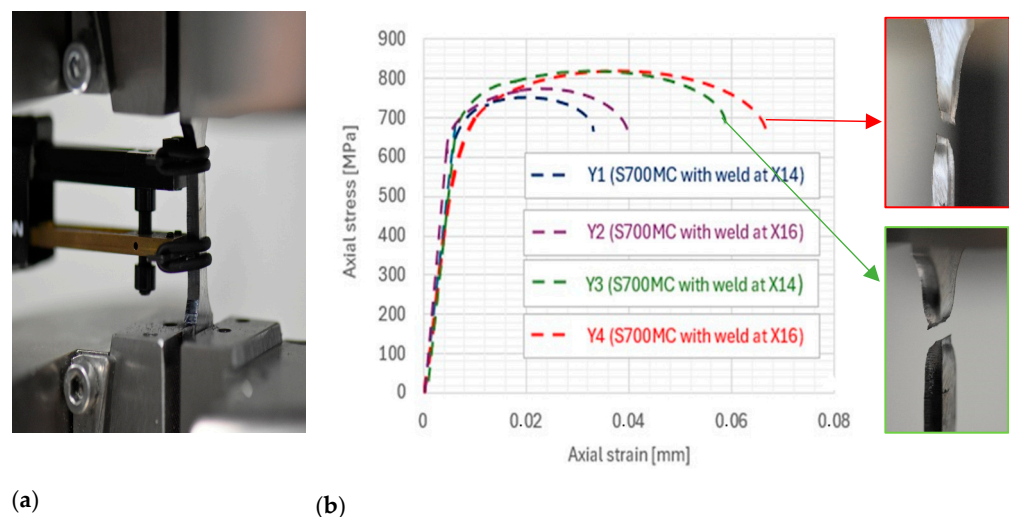 N
900
800
700
600
500
400
300
200
100
0
Axial stress [MPa]
Y1 (S700MC with weld at X14)
Y2 (S700MC with weld at X16)
Y3 (S700MC with weld at X14)
Y4 (S700MC with weld at X16)
0 0.02 0.04 0.06 0.08
Axial strain [mm]
(a)
(b)